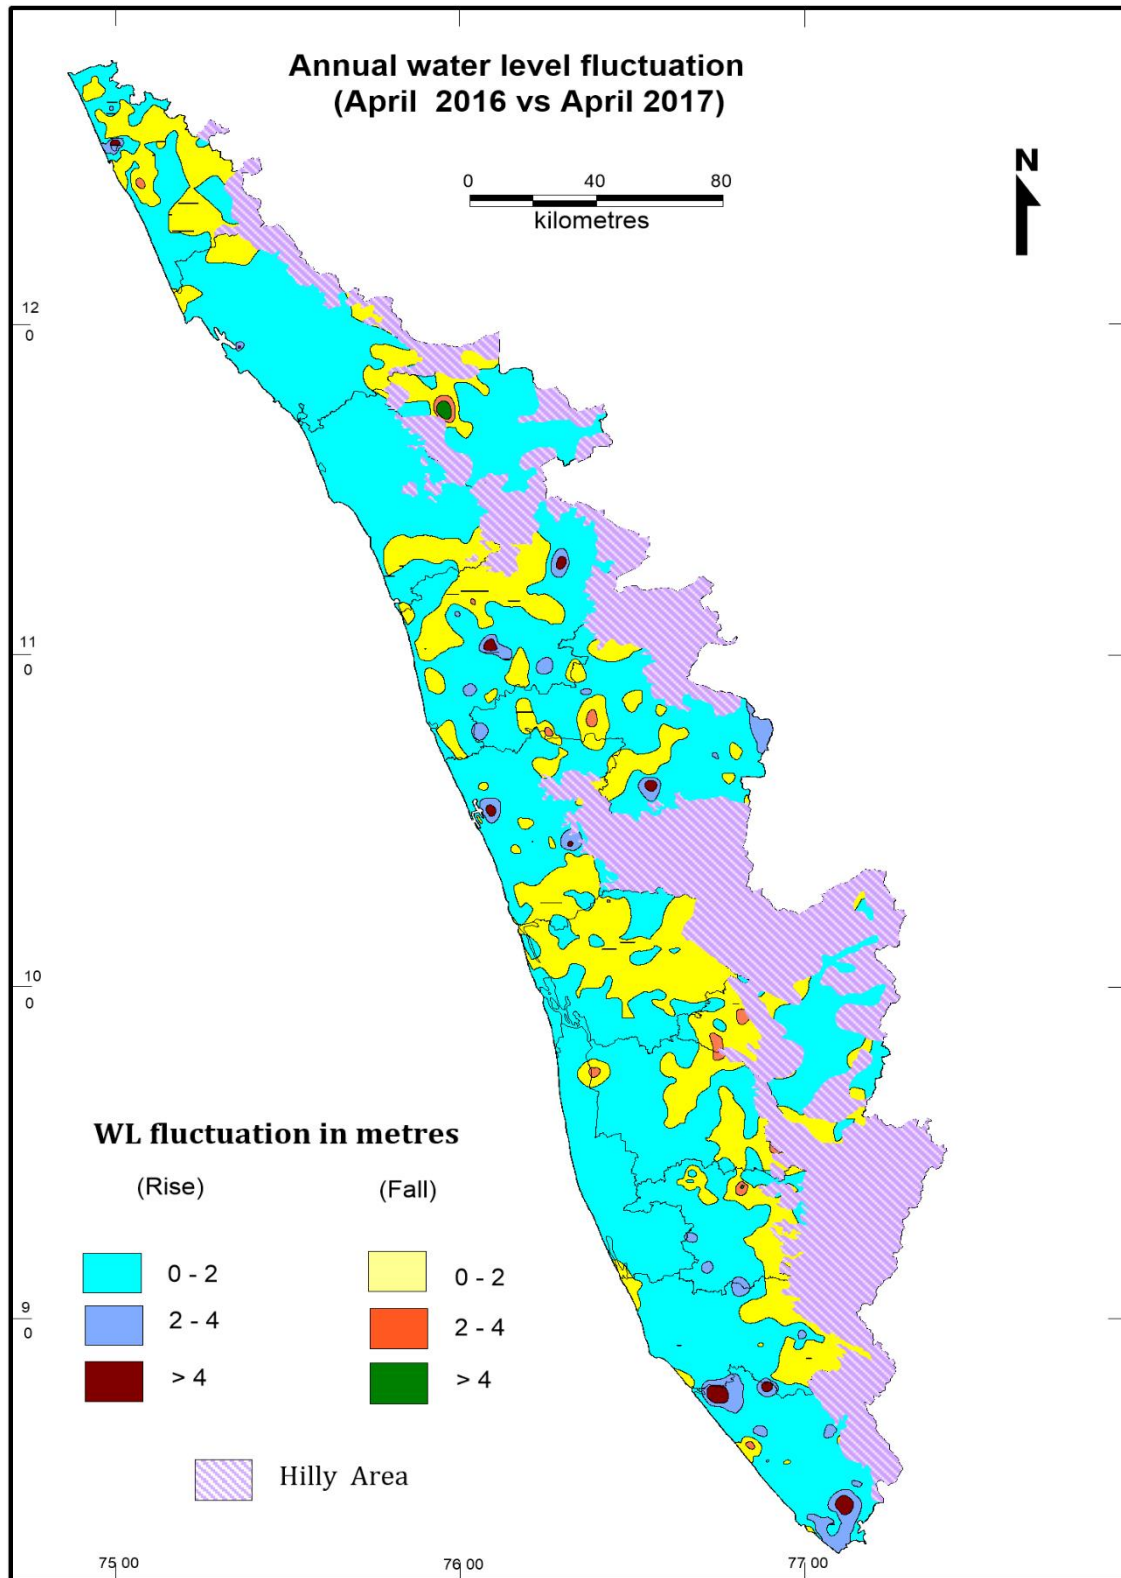 Annual water level fluctuation
(April 2016 vs April 2017)
N
0 40 80
kilometres
12
0
11
0
10
0
9
0
WL fluctuation in metres
(Rise) (Fall)
0 - 2 0 - 2
2 - 4 2 - 4
> 4 > 4
Hilly Area
75 00 76 00 77 00